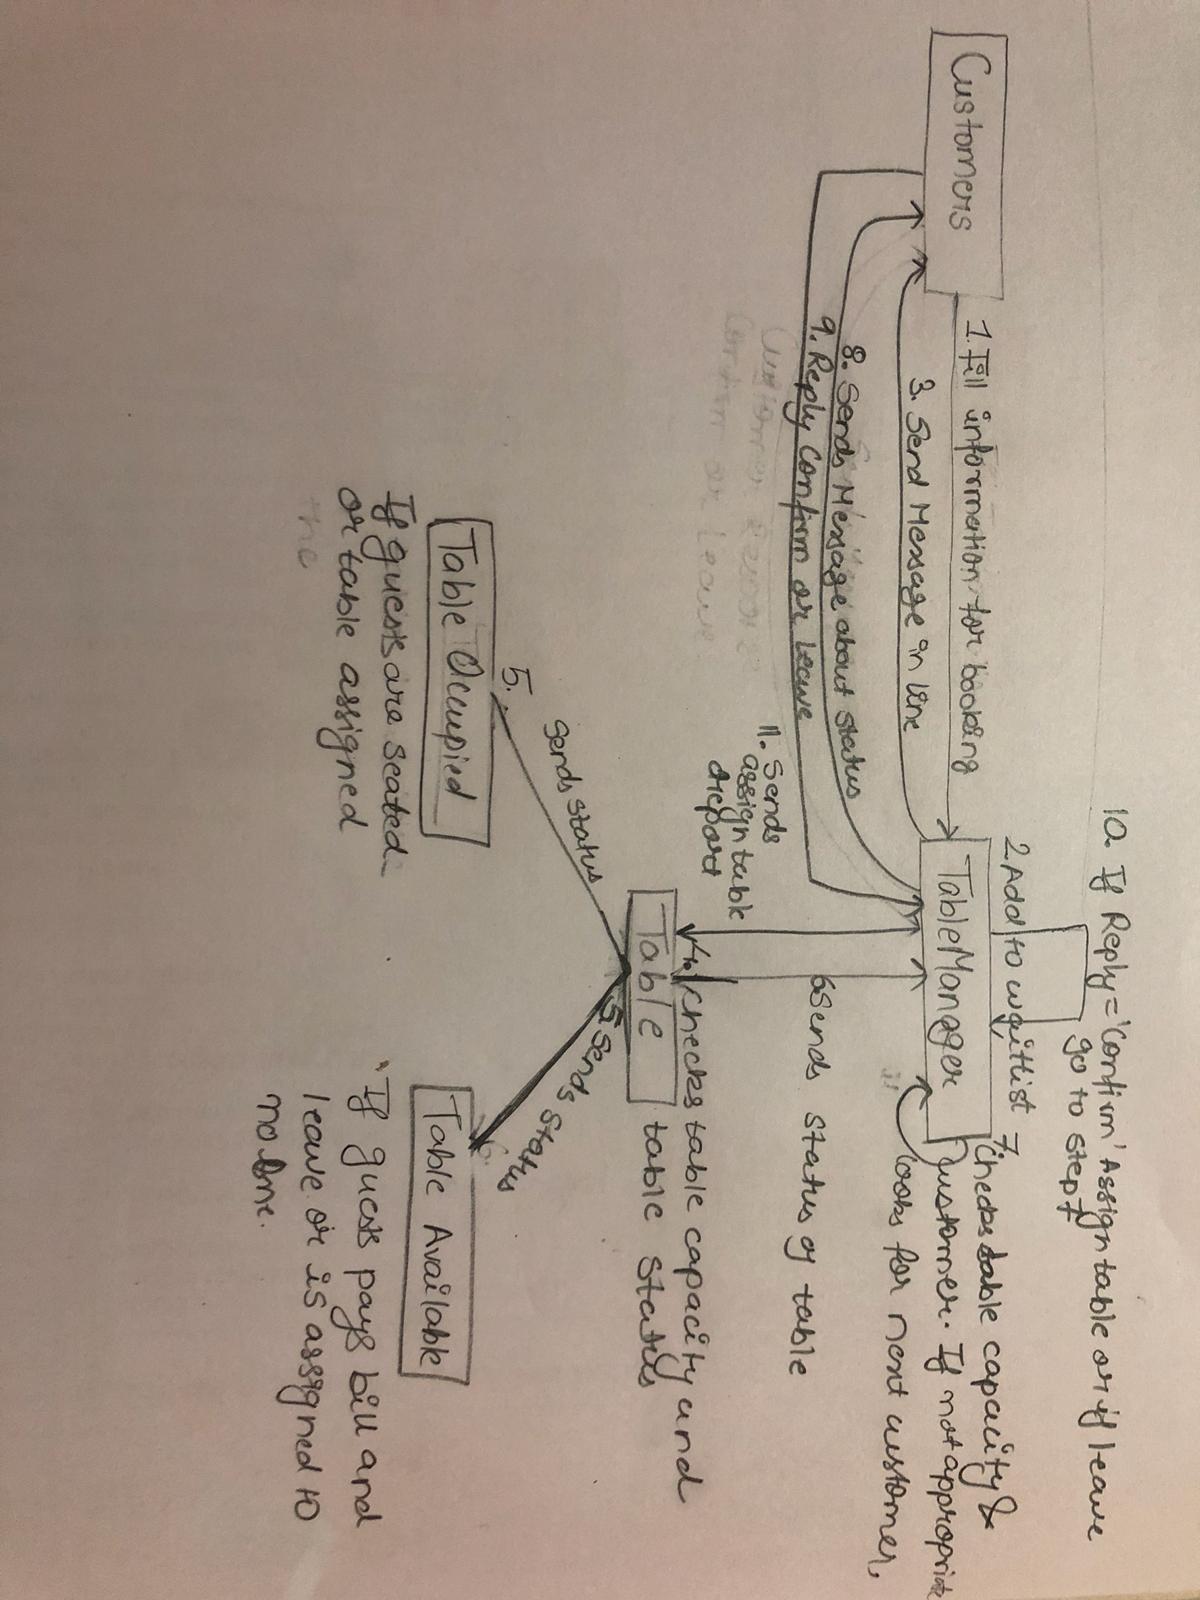 10. If Reply='Confirm' Assign table or if leave
go to step 7
2. Add to waitlist
7. Checks table capacity &
customer. If not appropriate
looks for next customer.
Customers
1. Fill information for booking
TableManger
3. Send Message in line
8. Sends Message about status
9. Reply Confirm or leave
6 Sends status of table
11. Sends
assign table
report
4. checks table capacity and
table status
Table
Sends status
5.
5. Sends status
Table Occupied
If guests are seated
or table assigned
the
Table Available
If guests pays bill and
leave or is assigned to
no one.